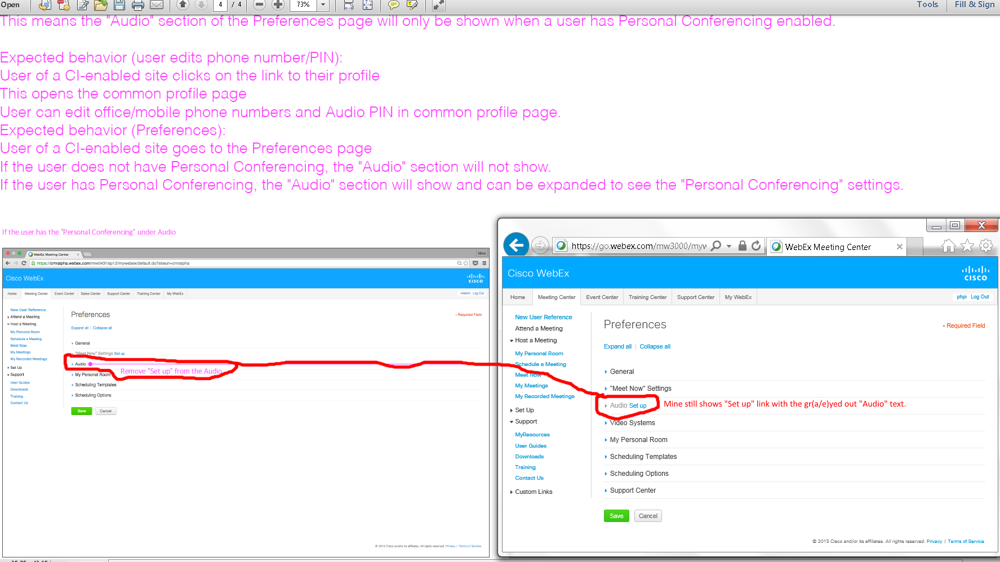 Open
4 / 4
73%
Tools
Fill & Sign
This means the "Audio" section of the Preferences page will only be shown when a user has Personal Conferencing enabled.
Expected behavior (user edits phone number/PIN):
User of a CI-enabled site clicks on the link to their profile
This opens the common profile page
User can edit office/mobile phone numbers and Audio PIN in common profile page.
Expected behavior (Preferences):
User of a CI-enabled site goes to the Preferences page
If the user does not have Personal Conferencing, the "Audio" section will not show.
If the user has Personal Conferencing, the "Audio" section will show and can be expanded to see the "Personal Conferencing" settings.
If the user has the “Personal Conferencing” under Audio
WebEx Meeting Center
Miso
https://cmralpha.webex.com/mw0401lsp12/mywebex/default.do?siteurl=cmralpha
Cisco WebEx
CISCO
Home
Meeting Center
Event Center
Sales Center
Support Center
Training Center
My WebEx
miskim
Log Out
New User Reference
Attend a Meeting
Host a Meeting
My Personal Room
Schedule a Meeting
Meet Now
My Meetings
My Recorded Meetings
Set Up
Support
User Guides
Downloads
Training
Contact Us
Preferences
Required Field
Expand all | Collapse all
General
"Meet Now" Settings Set up
Audio
Remove “Set up” from the Audio
My Personal Room
Scheduling Templates
Scheduling Options
Save
Cancel
© 2015 Cisco and/or its affiliates. All rights reserved. Privacy | Terms of Service
https://go.webex.com/mw3000/myw
WebEx Meeting Center
Cisco WebEx
CISCO
Home
Meeting Center
Event Center
Training Center
Support Center
My WebEx
phpi
Log Out
New User Reference
Attend a Meeting
Host a Meeting
My Personal Room
Schedule a Meeting
Meet Now
My Meetings
My Recorded Meetings
Set Up
Support
MyResources
User Guides
Downloads
Training
Contact Us
Custom Links
Preferences
Required Field
Expand all | Collapse all
General
"Meet Now" Settings
Audio Set up
Mine still shows "Set up" link with the gr(a/e)yed out "Audio" text.
Video Systems
My Personal Room
Scheduling Templates
Scheduling Options
Support Center
Save
Cancel
© 2015 Cisco and/or its affiliates. All rights reserved. Privacy | Terms of Service